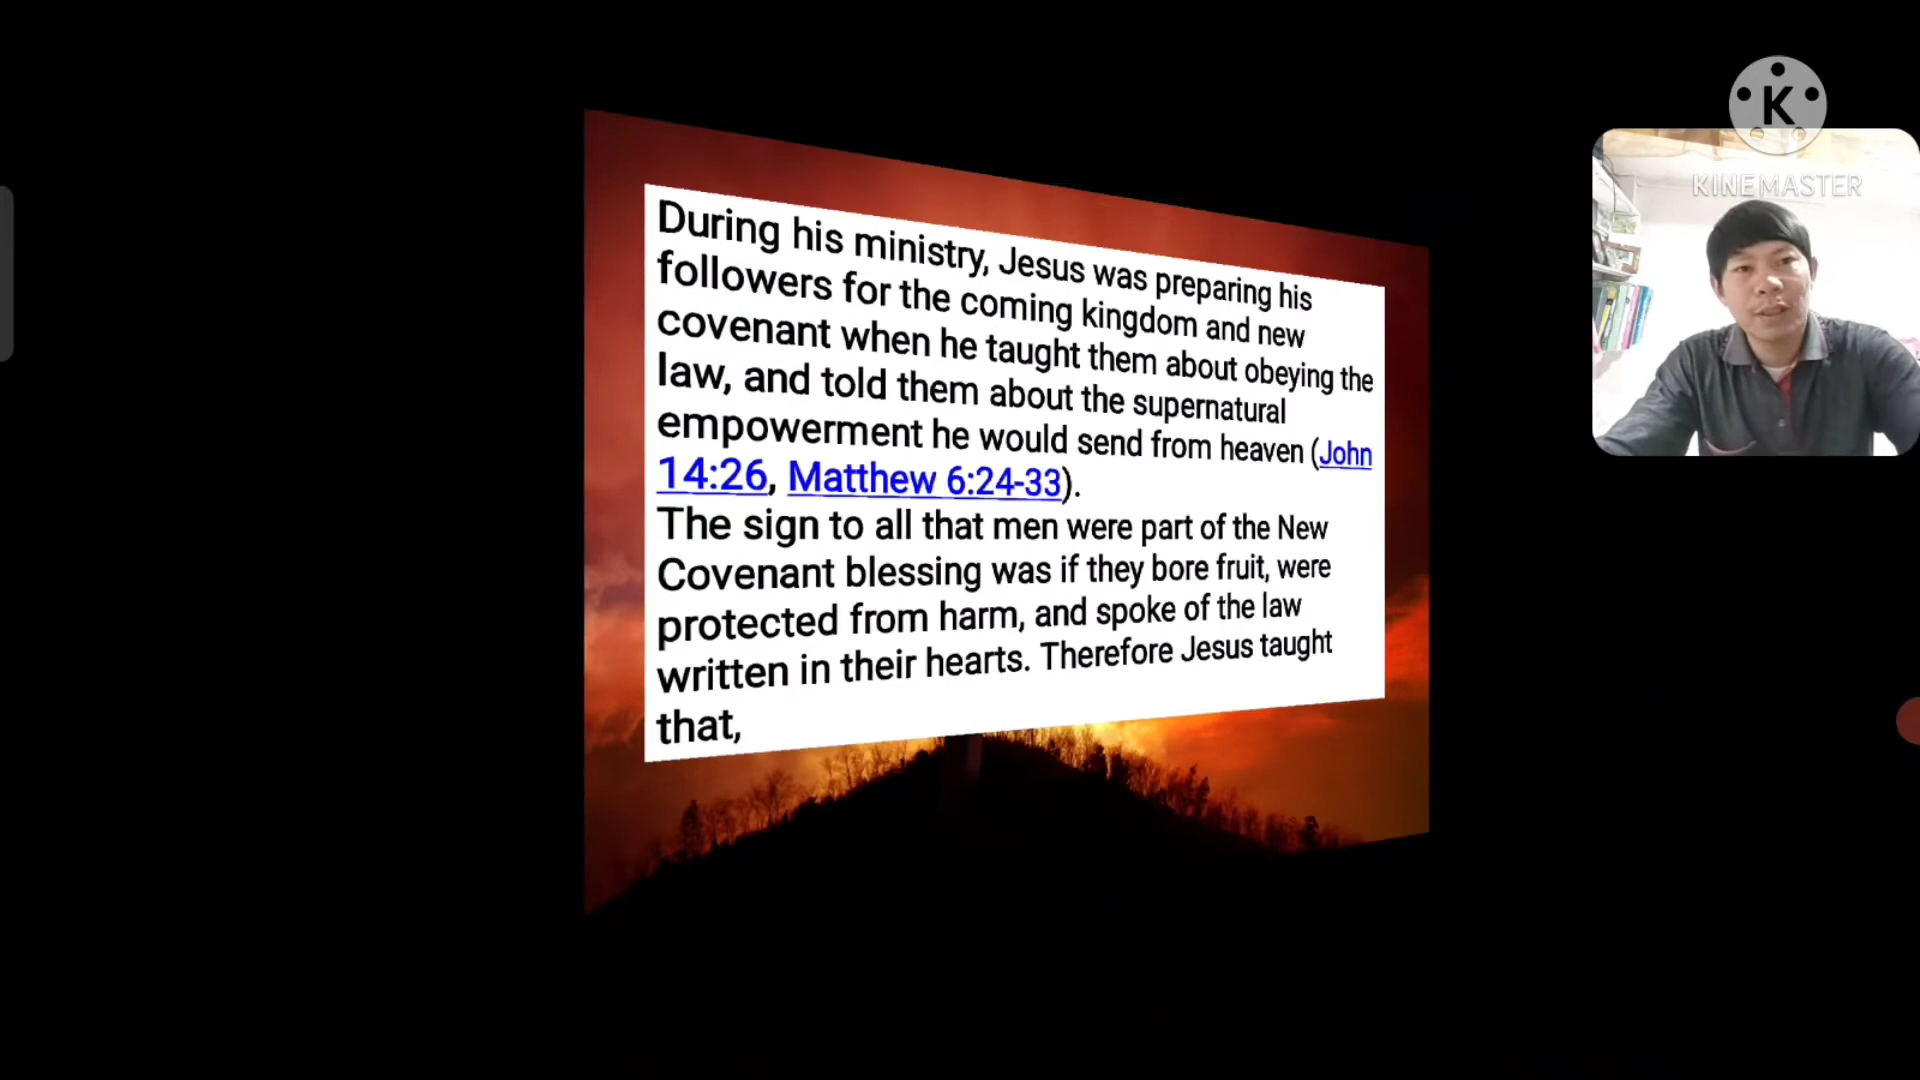 During his ministry, Jesus was preparing his
followers for the coming kingdom and new
covenant when he taught them about obeying the
law, and told them about the supernatural
empowerment he would send from heaven (John
14:26, Matthew 6:24-33).
The sign to all that men were part of the New
Covenant blessing was if they bore fruit, were
protected from harm, and spoke of the law
written in their hearts. Therefore Jesus taught
that,
K
KINEMASTER